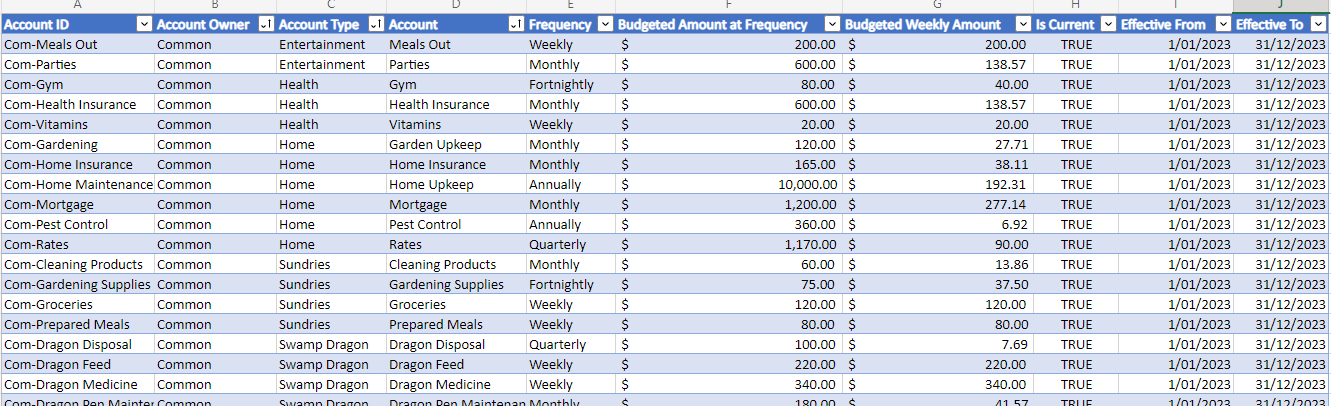 A B C D E F G H I J
Account ID Account Owner Account Type Account Frequency Budgeted Amount at Frequency Budgeted Weekly Amount Is Current Effective From Effective To
Com-Meals Out Common Entertainment Meals Out Weekly $ 200.00 $ 200.00 TRUE 1/01/2023 31/12/2023
Com-Parties Common Entertainment Parties Monthly $ 600.00 $ 138.57 TRUE 1/01/2023 31/12/2023
Com-Gym Common Health Gym Fortnightly $ 80.00 $ 40.00 TRUE 1/01/2023 31/12/2023
Com-Health Insurance Common Health Health Insurance Monthly $ 600.00 $ 138.57 TRUE 1/01/2023 31/12/2023
Com-Vitamins Common Health Vitamins Weekly $ 20.00 $ 20.00 TRUE 1/01/2023 31/12/2023
Com-Gardening Common Home Garden Upkeep Monthly $ 120.00 $ 27.71 TRUE 1/01/2023 31/12/2023
Com-Home Insurance Common Home Home Insurance Monthly $ 165.00 $ 38.11 TRUE 1/01/2023 31/12/2023
Com-Home Maintenance Common Home Home Upkeep Annually $ 10,000.00 $ 192.31 TRUE 1/01/2023 31/12/2023
Com-Mortgage Common Home Mortgage Monthly $ 1,200.00 $ 277.14 TRUE 1/01/2023 31/12/2023
Com-Pest Control Common Home Pest Control Annually $ 360.00 $ 6.92 TRUE 1/01/2023 31/12/2023
Com-Rates Common Home Rates Quarterly $ 1,170.00 $ 90.00 TRUE 1/01/2023 31/12/2023
Com-Cleaning Products Common Sundries Cleaning Products Monthly $ 60.00 $ 13.86 TRUE 1/01/2023 31/12/2023
Com-Gardening Supplies Common Sundries Gardening Supplies Fortnightly $ 75.00 $ 37.50 TRUE 1/01/2023 31/12/2023
Com-Groceries Common Sundries Groceries Weekly $ 120.00 $ 120.00 TRUE 1/01/2023 31/12/2023
Com-Prepared Meals Common Sundries Prepared Meals Weekly $ 80.00 $ 80.00 TRUE 1/01/2023 31/12/2023
Com-Dragon Disposal Common Swamp Dragon Dragon Disposal Quarterly $ 100.00 $ 7.69 TRUE 1/01/2023 31/12/2023
Com-Dragon Feed Common Swamp Dragon Dragon Feed Weekly $ 220.00 $ 220.00 TRUE 1/01/2023 31/12/2023
Com-Dragon Medicine Common Swamp Dragon Dragon Medicine Weekly $ 340.00 $ 340.00 TRUE 1/01/2023 31/12/2023
Com-Dragon Pen Mainter Common Swamp Dragon Dragon Pen Maintenan Monthly $ 180.00 $ 41.57 TRUE 1/01/2023 31/12/2023